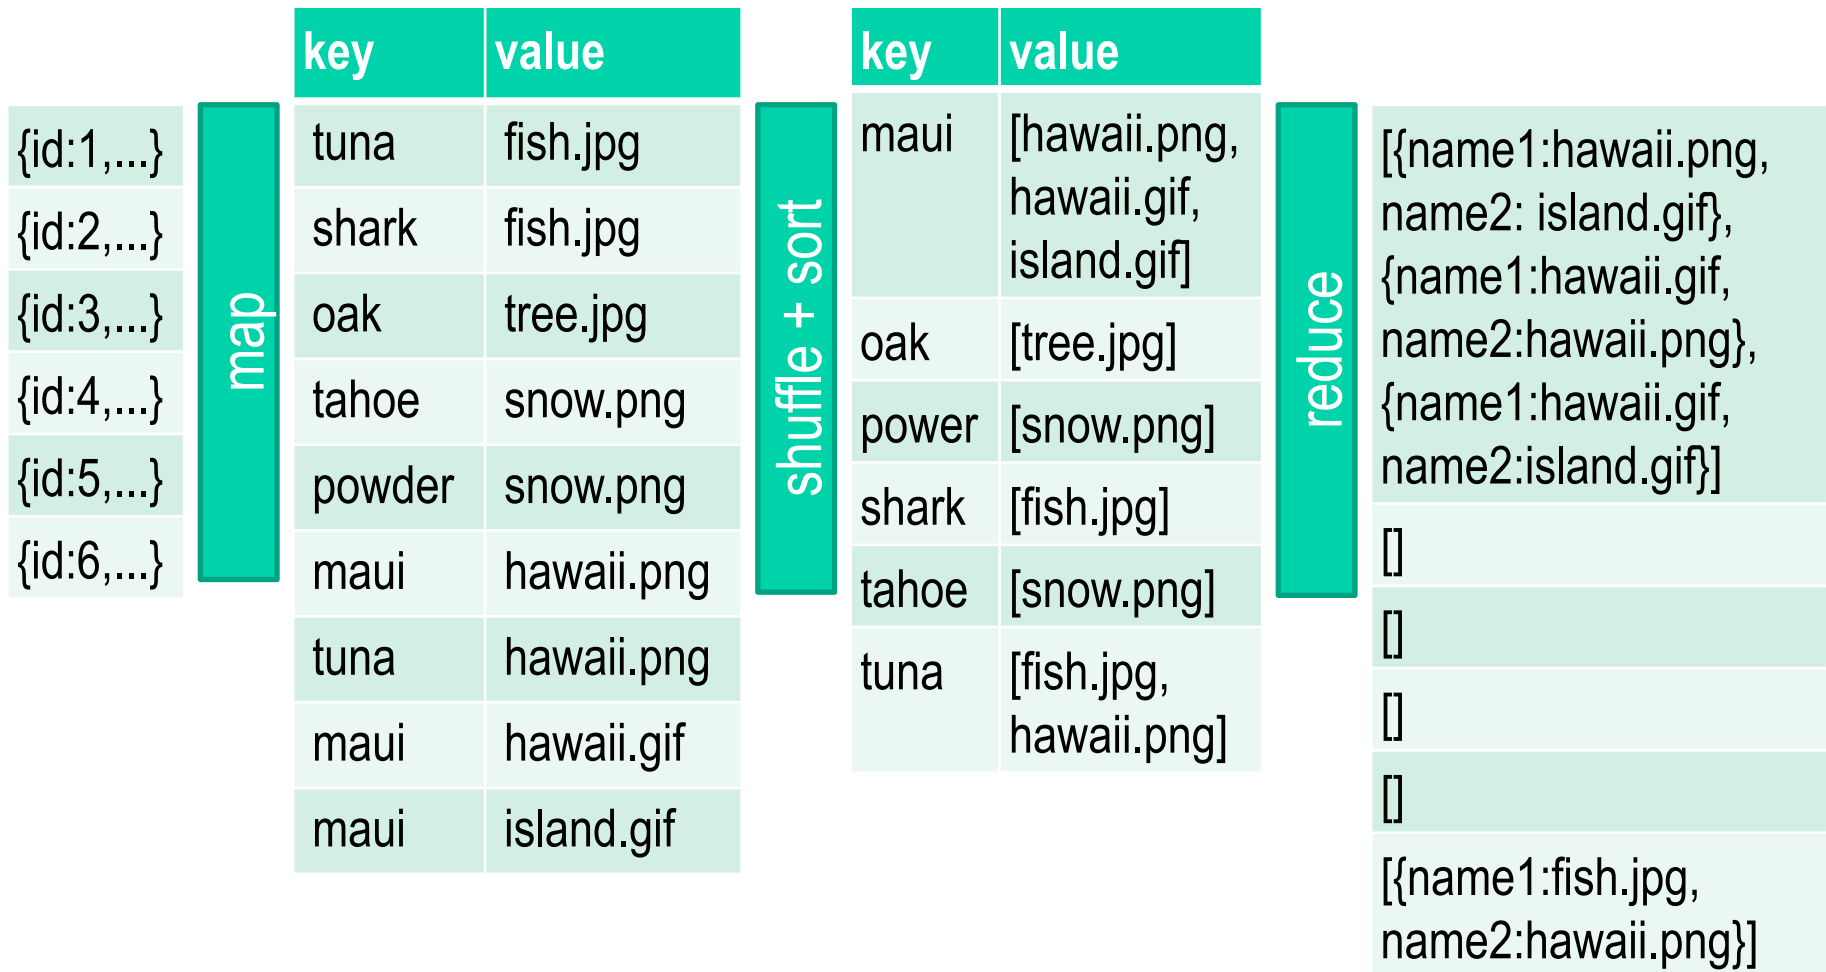 {id:1,...}
{id:2,...}
{id:3,...}
{id:4,...}
{id:5,...}
{id:6,...}
map
key value
tuna fish.jpg
shark fish.jpg
oak tree.jpg
tahoe snow.png
powder snow.png
maui hawaii.png
tuna hawaii.png
maui hawaii.gif
maui island.gif
shuffle + sort
key value
maui [hawaii.png,
hawaii.gif,
island.gif]
oak [tree.jpg]
power [snow.png]
shark [fish.jpg]
tahoe [snow.png]
tuna [fish.jpg,
hawaii.png]
reduce
[{name1:hawaii.png,
name2: island.gif},
{name1:hawaii.gif,
name2:hawaii.png},
{name1:hawaii.gif,
name2:island.gif}]
[]
[]
[]
[]
[{name1:fish.jpg,
name2:hawaii.png}]